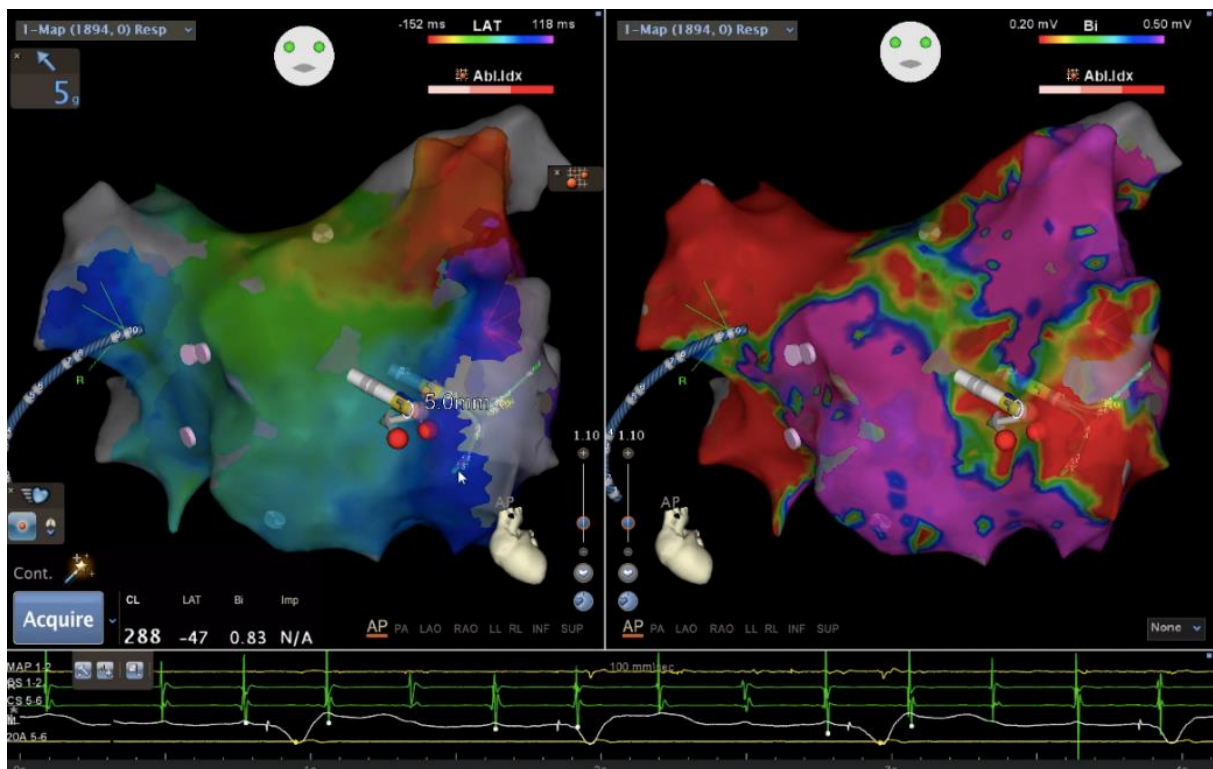 1-Map (1894, 0) Resp
-152 ms LAT 118 ms
Abl.Idx
5 g
R
5.0mm
1.10
AP
Cont.
Acquire
CL LAT Bi Imp
288 -47 0.83 N/A
AP PA LAO RAO LL RL INF SUP
1-Map (1894, 0) Resp
0.20 mV Bi 0.50 mV
Abl.Idx
R
1.10
AP
AP PA LAO RAO LL RL INF SUP
None
MAP 1-2
100 mm/sec
CS 1-2
CS 5-6
20A 5-6